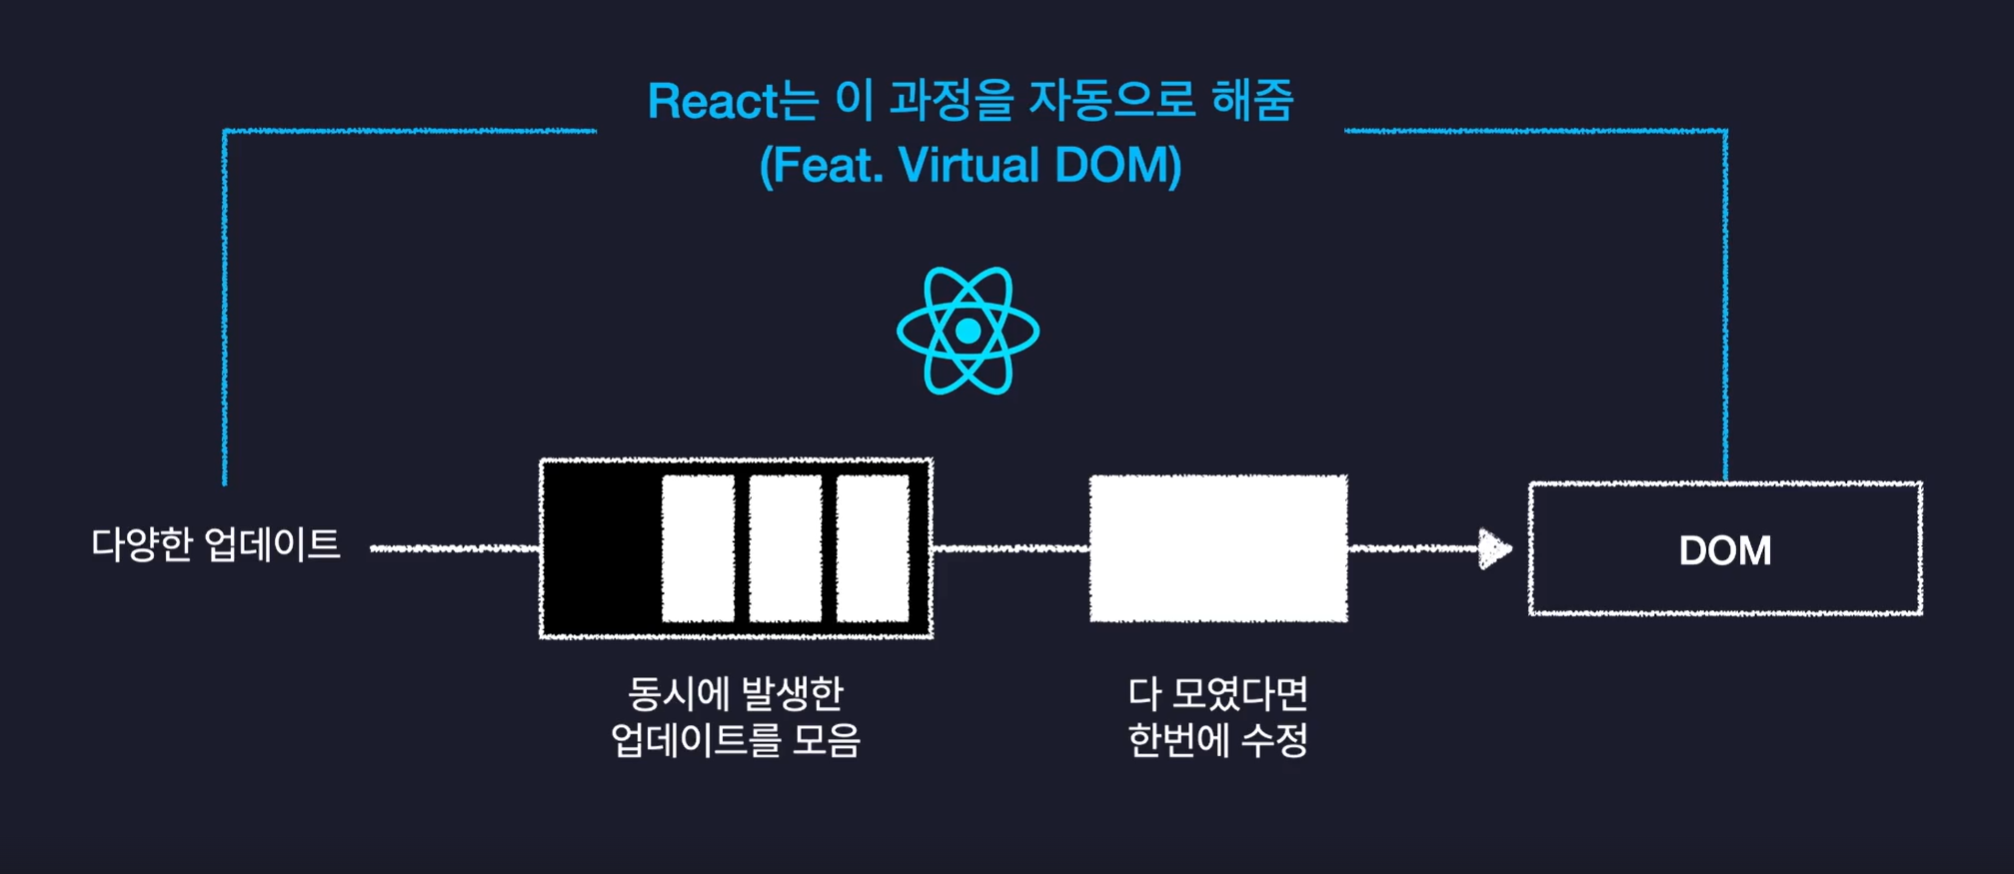 React는 이 과정을 자동으로 해줌
(Feat. Virtual DOM)
다양한 업데이트
동시에 발생한
업데이트를 모음
다 모였다면
한번에 수정
DOM